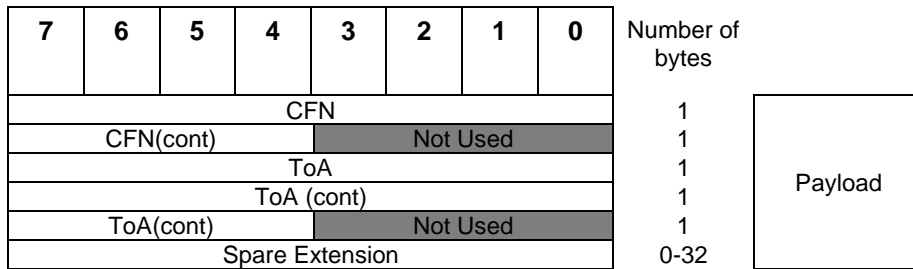 7 6 5 4 3 2 1 0 Number of
bytes
CFN 1
CFN(cont) Not Used 1
ToA 1
ToA (cont) 1
ToA(cont) Not Used 1
Spare Extension 0-32
Payload